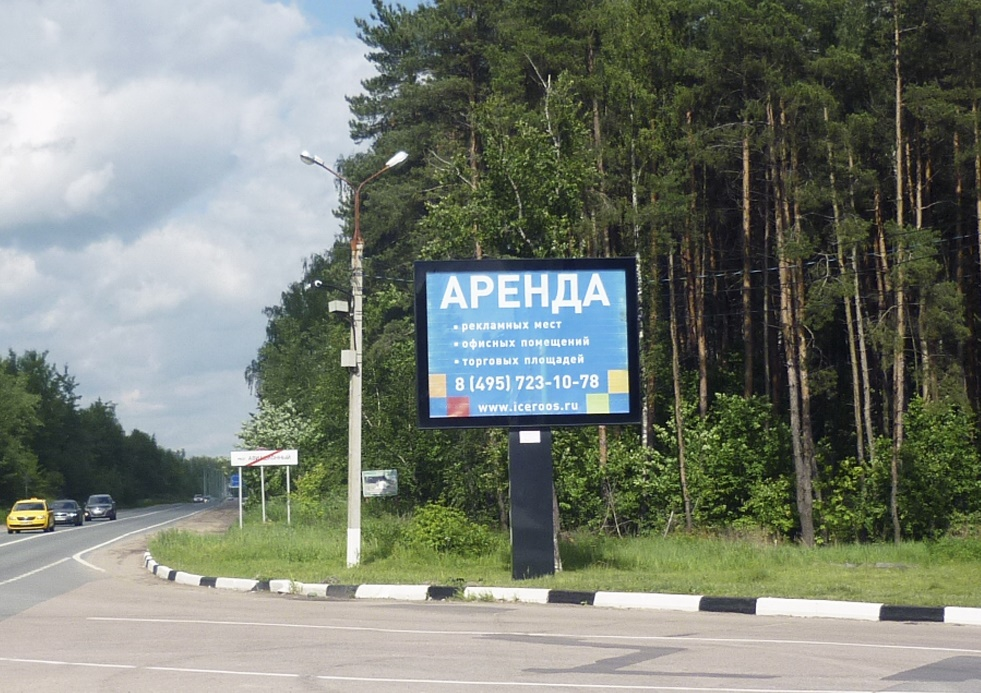 АРЕНДА
• рекламных мест
• офисных помещений
• торговых площадей
8 (495) 723-10-78
www.iceroos.ru